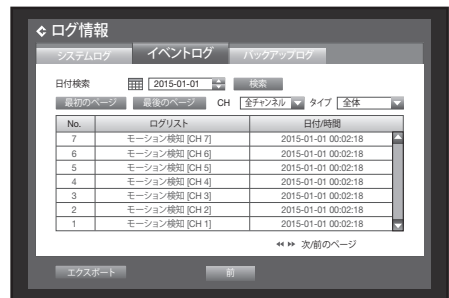 ログ情報
システムログ イベントログ バックアップログ
日付検索 2015-01-01 検索
最初のページ 最後のページ CH 全チャンネル タイプ 全体
No. ログリスト 日付/時間
7 モーション検知 [CH 7] 2015-01-01 00:02:18
6 モーション検知 [CH 6] 2015-01-01 00:02:18
5 モーション検知 [CH 5] 2015-01-01 00:02:18
4 モーション検知 [CH 4] 2015-01-01 00:02:18
3 モーション検知 [CH 3] 2015-01-01 00:02:18
2 モーション検知 [CH 2] 2015-01-01 00:02:18
1 モーション検知 [CH 1] 2015-01-01 00:02:18
次/前のページ
エクスポート 前